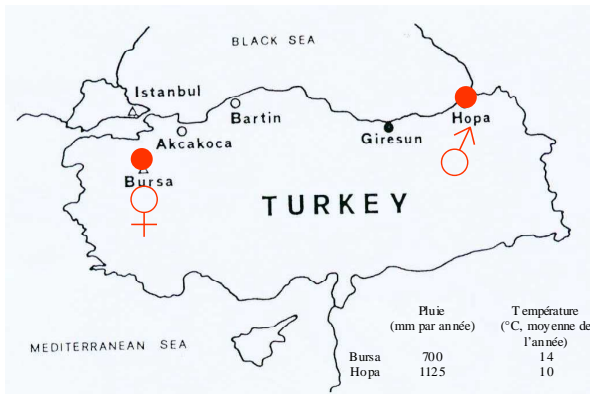 BLACK SEA
Istanbul
Bartin
Akcakoca
Giresun
Hopa
Bursa
TURKEY
MEDITERRANEAN SEA
Pluie Température
(mm par année) (°C, moyenne de
l'année)
Bursa 700 14
Hopa 1125 10